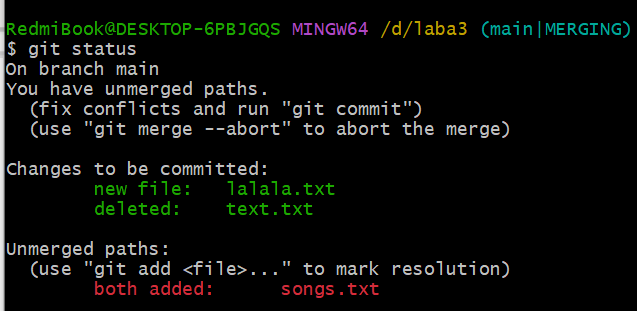 RedmiBook@DESKTOP-6PBJGQS MINGW64 /d/laba3 (main|MERGING)
$ git status
On branch main
You have unmerged paths.
  (fix conflicts and run "git commit")
  (use "git merge --abort" to abort the merge)

Changes to be committed:
        new file:   lalala.txt
        deleted:    text.txt

Unmerged paths:
  (use "git add <file>..." to mark resolution)
        both added:      songs.txt